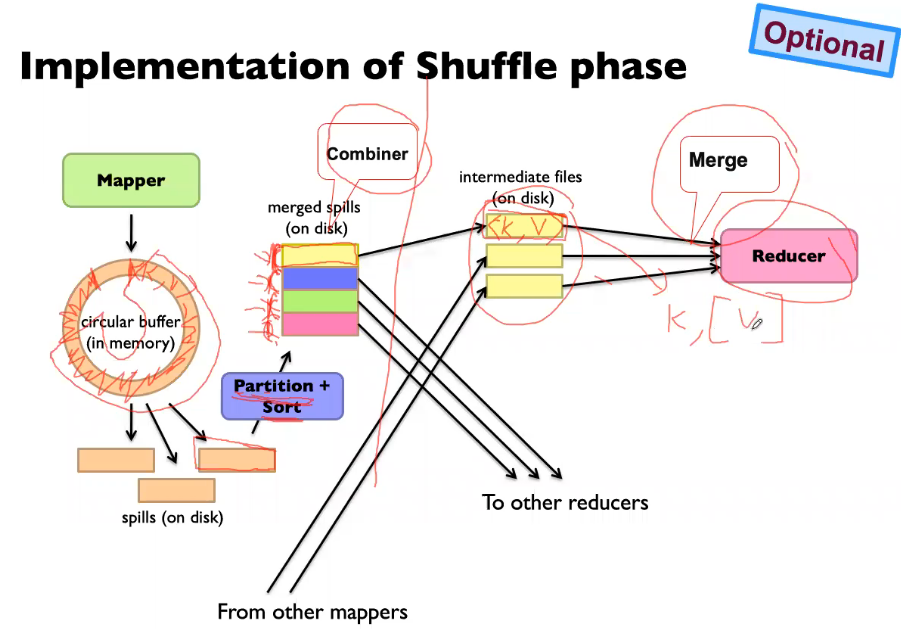 Optional
Implementation of Shuffle phase
Combiner
Merge
Mapper
intermediate files
(on disk)
merged spills
(on disk)
(K, V)
Reducer
circular buffer
(in memory)
K, [V]
Partition +
Sort
spills (on disk)
To other reducers
From other mappers